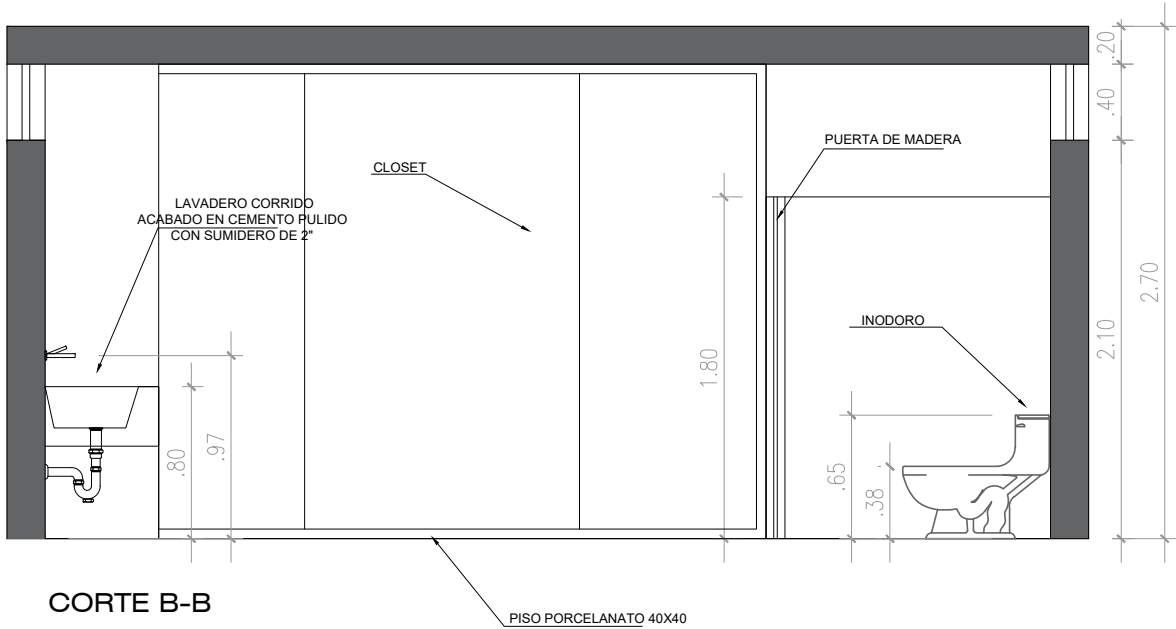 .20
.40
PUERTA DE MADERA
CLOSET
LAVADERO CORRIDO
ACABADO EN CEMENTO PULIDO
CON SUMIDERO DE 2"
2.70
INODORO
2.10
1.80
.97
.80
.65
.38
CORTE B-B
PISO PORCELANATO 40X40